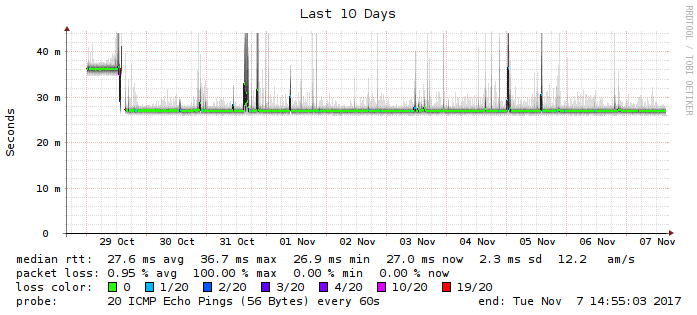 Last 10 Days
RRDTOOL / TOBI OETIKER
Seconds
40 m
30 m
20 m
10 m
0
29 Oct 30 Oct 31 Oct 01 Nov 02 Nov 03 Nov 04 Nov 05 Nov 06 Nov 07 Nov
median rtt: 27.6 ms avg 36.7 ms max 26.9 ms min 27.0 ms now 2.3 ms sd 12.2 am/s
packet loss: 0.95 % avg 100.00 % max 0.00 % min 0.00 % now
loss color: 0 1/20 2/20 3/20 4/20 10/20 19/20
probe: 20 ICMP Echo Pings (56 Bytes) every 60s end: Tue Nov 7 14:55:03 2017